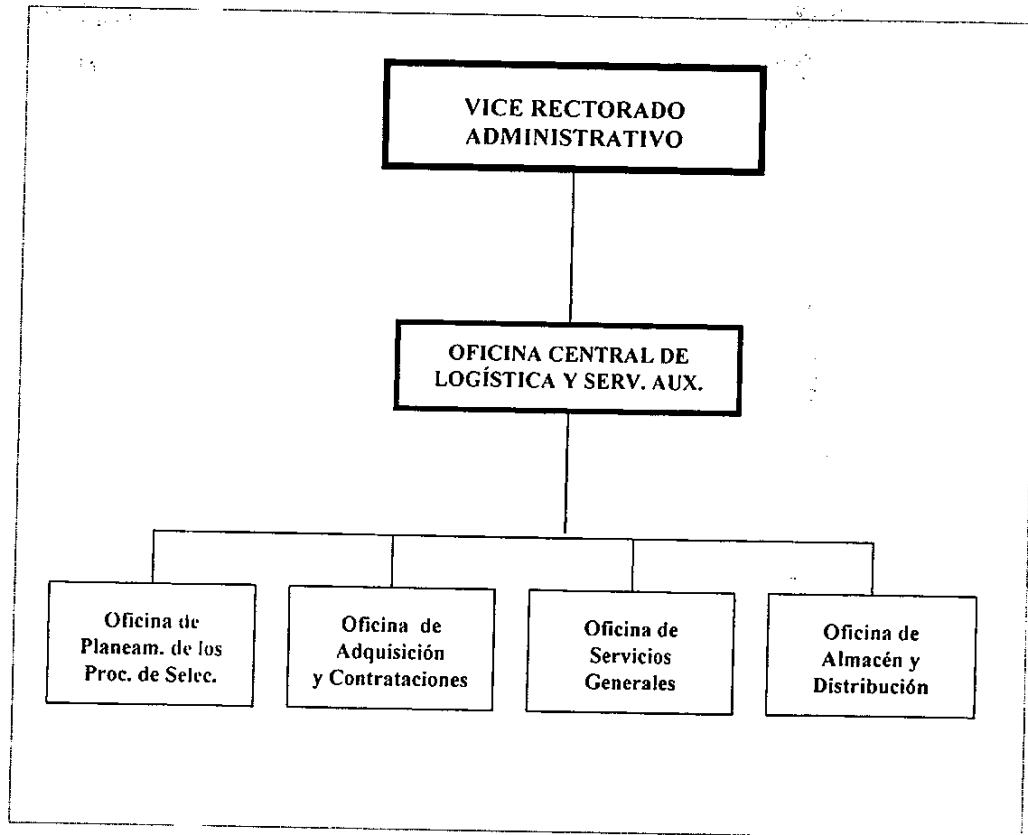 VICE RECTORADO
ADMINISTRATIVO
OFICINA CENTRAL DE
LOGÍSTICA Y SERV. AUX.
Oficina de
Planeam. de los
Proc. de Selec.
Oficina de
Adquisición
y Contrataciones
Oficina de
Servicios
Generales
Oficina de
Almacén y
Distribución